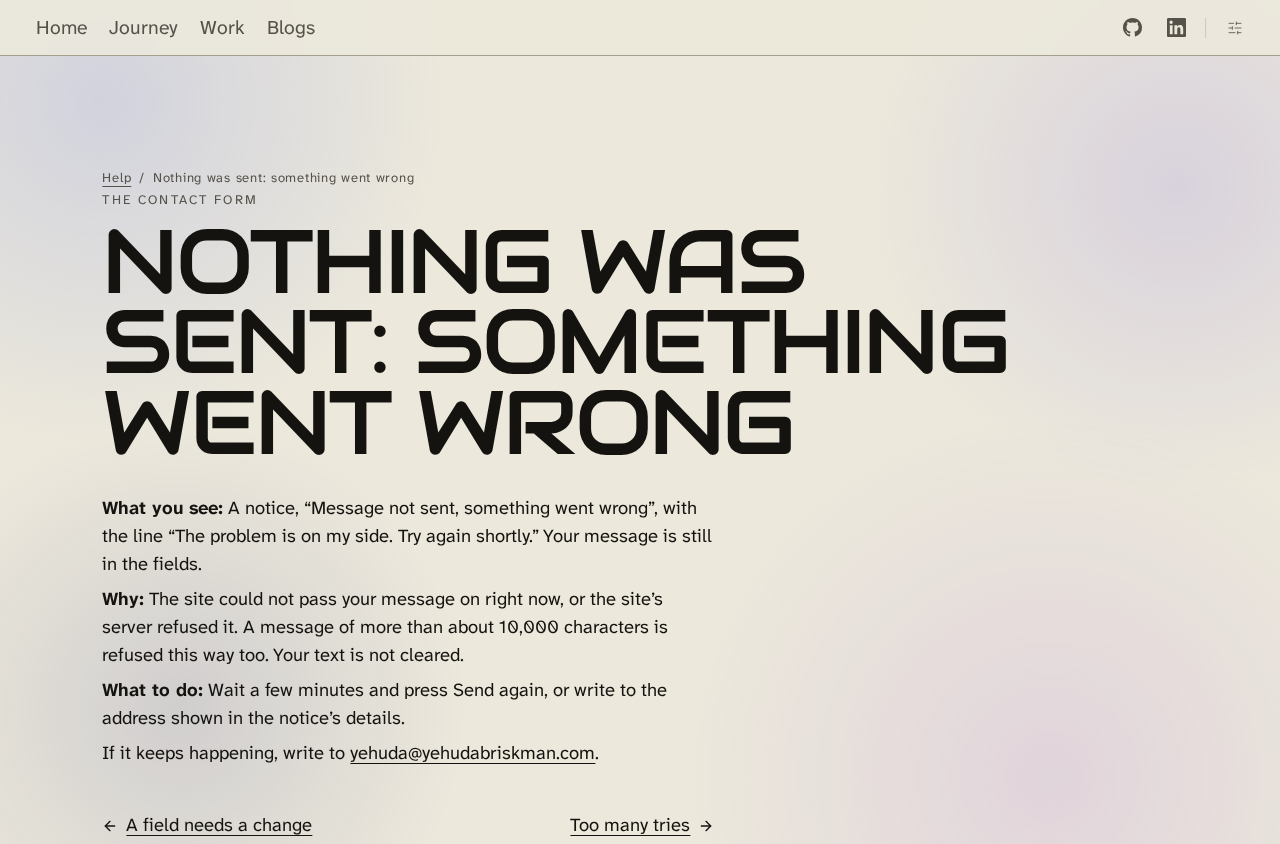 Home Journey Work Blogs
Help / Nothing was sent: something went wrong
THE CONTACT FORM
NOTHING WAS
SENT: SOMETHING
WENT WRONG
What you see: A notice, “Message not sent, something went wrong”, with
the line “The problem is on my side. Try again shortly.” Your message is still
in the fields.
Why: The site could not pass your message on right now, or the site’s
server refused it. A message of more than about 10,000 characters is
refused this way too. Your text is not cleared.
What to do: Wait a few minutes and press Send again, or write to the
address shown in the notice’s details.
If it keeps happening, write to yehuda@yehudabriskman.com.
← A field needs a change Too many tries →